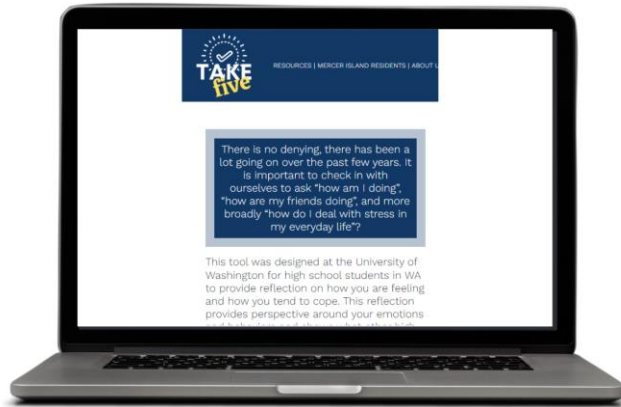 TAKE
five
RESOURCES | MERCER ISLAND RESIDENTS | ABOUT U
There is no denying, there has been a
lot going on over the past few years. It
is important to check in with
ourselves to ask “how am I doing”,
“how are my friends doing”, and more
broadly “how do I deal with stress in
my everyday life”?
This tool was designed at the University of
Washington for high school students in WA
to provide reflection on how you are feeling
and how you tend to cope. This reflection
provides perspective around your emotions